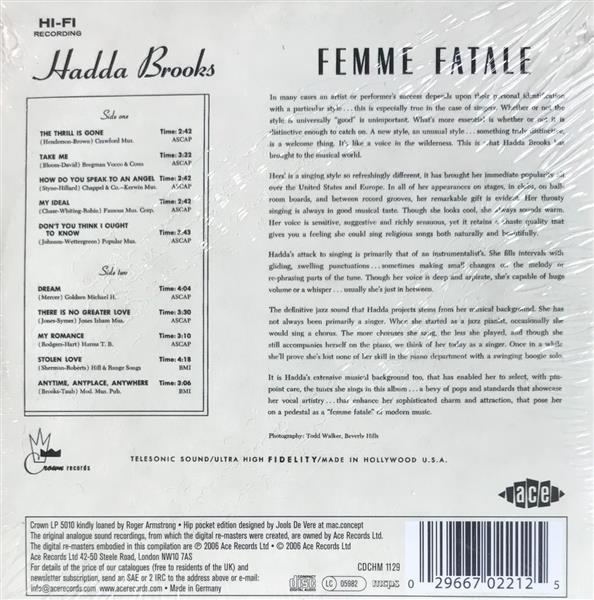 HI-FI
RECORDING
Hadda Brooks
FEMME FATALE
Side one
THE THRILL IS GONE Time: 2:42
(Henderson-Brown) Crawford Mus. ASCAP
TAKE ME Time: 3:22
(Bloom-David) Bregman Vocco & Conn ASCAP
HOW DO YOU SPEAK TO AN ANGEL Time: 2:42
(Styne-Hillard) Chappel & Co.-Kerwin Mus. ASCAP
MY IDEAL Time: 2:42
(Chase-Whiting-Robin) Famous Mus. Corp. ASCAP
DON'T YOU THINK I OUGHT
TO KNOW Time: 2:43
(Johnson-Wettergreen) Popular Mus. ASCAP
Side two
DREAM Time: 4:04
(Mercer) Goldsen Michael H. ASCAP
THERE IS NO GREATER LOVE Time: 3:30
(Jones-Symes) Jones Isham Mus. ASCAP
MY ROMANCE Time: 3:10
(Rodgers-Hart) Harms T. B. ASCAP
STOLEN LOVE Time: 4:18
(Sherman-Roberts) Hill & Range Songs BMI
ANYTIME, ANYPLACE, ANYWHERE Time: 3:06
(Brooks-Taub) Mod. Mus. Pub. BMI
In many cases an artist or performer's success depends upon their personal identification
with a particular style . . . this is especially true in the case of singers. Whether or not the
style is universally "good" is unimportant. What's more essential is whether or not it is
distinctive enough to catch on. A new style, an unusual style . . . something truly distinctive,
is a welcome thing. It's like a voice in the wilderness. This is what Hadda Brooks has
brought to the musical world.
Hers' is a singing style so refreshingly different, it has brought her immediate popularity all
over the United States and Europe. In all of her appearances on stages, in clubs, on ball-
room boards, and between record grooves, her remarkable gift is evident. Her throaty
singing is always in good musical taste. Though she looks cool, she always sounds warm.
Her voice is sensitive, suggestive and richly sensuous, yet it retains a chaste quality that
gives you a feeling she could sing religious songs both naturally and beautifully.
Hadda's attack to singing is primarily that of an instrumentalist's. She fills intervals with
gliding, swelling punctuations . . . sometimes making small changes on the melody or
re-phrasing parts of the tune. Though her voice is deep and aspirate, she's capable of huge
volume or a whisper . . . usually she's just in between.
The definitive jazz sound that Hadda projects stems from her musical background. She has
not always been primarily a singer. When she started as a jazz pianist, occasionally she
would sing a chorus. The more choruses she sang, the less she played, and though she
still accompanies herself on the piano, we think of her today as a singer. Once in a while
she'll prove she's lost none of her skill in the piano department with a swinging boogie solo.
It is Hadda's extensive musical background too, that has enabled her to select, with pin-
point care, the tunes she sings in this album . . . a bevy of pops and standards that showcase
her vocal artistry . . . that enhance her sophisticated charm and attraction, that pose her
on a pedestal as a "femme fatale" of modern music.
Photography: Todd Walker, Beverly Hills
Crown records
TELESONIC SOUND/ULTRA HIGH FIDELITY/MADE IN HOLLYWOOD U.S.A.
ace
Crown LP 5010 kindly loaned by Roger Armstrong • Hip pocket edition designed by Jools De Vere at mac.concept
The original analogue sound recordings, from which the digital re-masters were created, are owned by Ace Records Ltd.
The digital re-masters embodied in this compilation are ℗ 2006 Ace Records Ltd • © 2006 Ace Records Ltd
Ace Records Ltd 42-50 Steele Road, London NW10 7AS
For details of the our catalogues (free to residents of the UK) and
newsletter subscription, send an SAE or 2 IRC to the address above or e-mail
info@acerecords.com • www.acerecords.com • Made in Germany
CDCHM 1129
COMPACT disc DIGITAL AUDIO
LC 05982
mcps
0 29667 02212 5